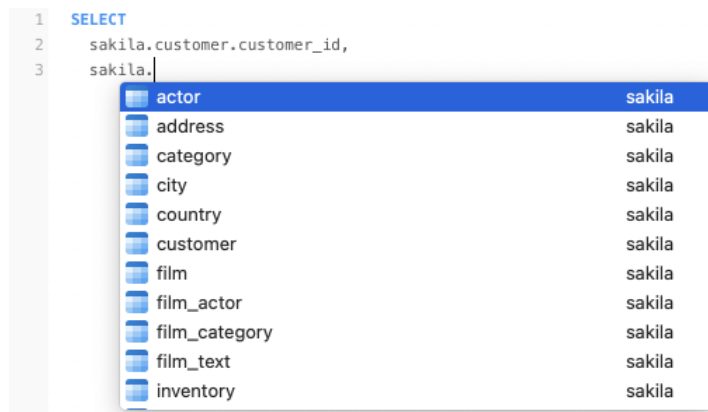 1 SELECT
2 sakila.customer.customer_id,
3 sakila.
actor sakila
address sakila
category sakila
city sakila
country sakila
customer sakila
film sakila
film_actor sakila
film_category sakila
film_text sakila
inventory sakila